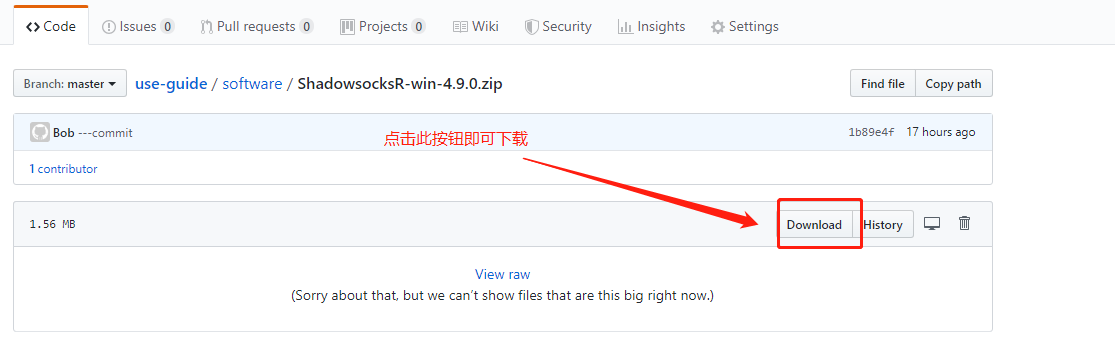 Code Issues 0 Pull requests 0 Projects 0 Wiki Security Insights Settings
Branch: master use-guide / software / ShadowsocksR-win-4.9.0.zip Find file Copy path
Bob ---commit 1b89e4f 17 hours ago
点击此按钮即可下载
1 contributor
1.56 MB Download History
View raw
(Sorry about that, but we can’t show files that are this big right now.)